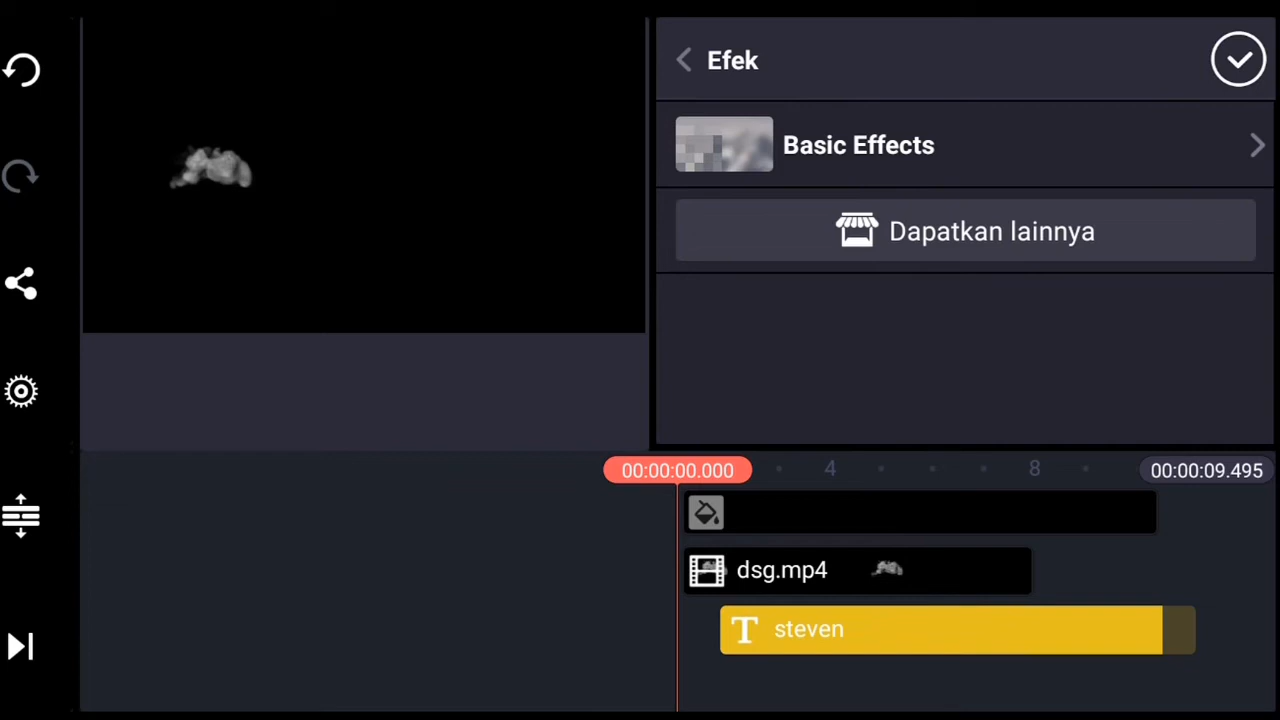 Efek
Basic Effects
Dapatkan lainnya
00:00:00.000
4
8
00:00:09.495
dsg.mp4
T steven